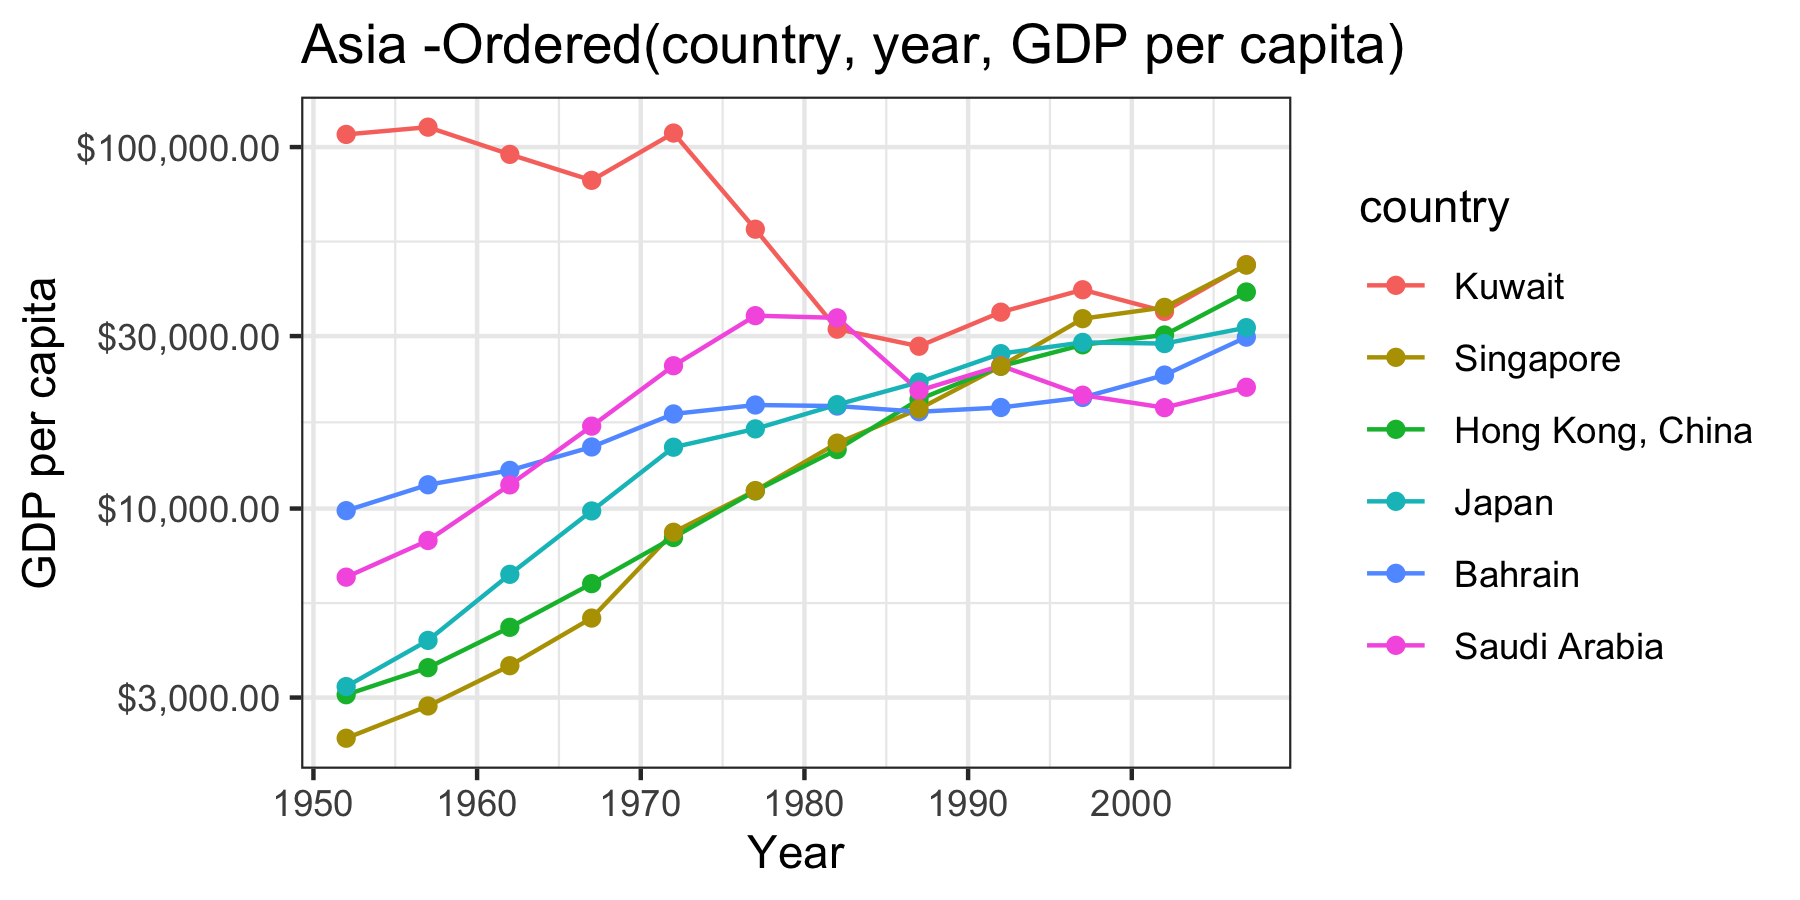 Asia -Ordered(country, year, GDP per capita)
GDP per capita
$100,000.00
$30,000.00
$10,000.00
$3,000.00
1950 1960 1970 1980 1990 2000
Year
country
Kuwait
Singapore
Hong Kong, China
Japan
Bahrain
Saudi Arabia